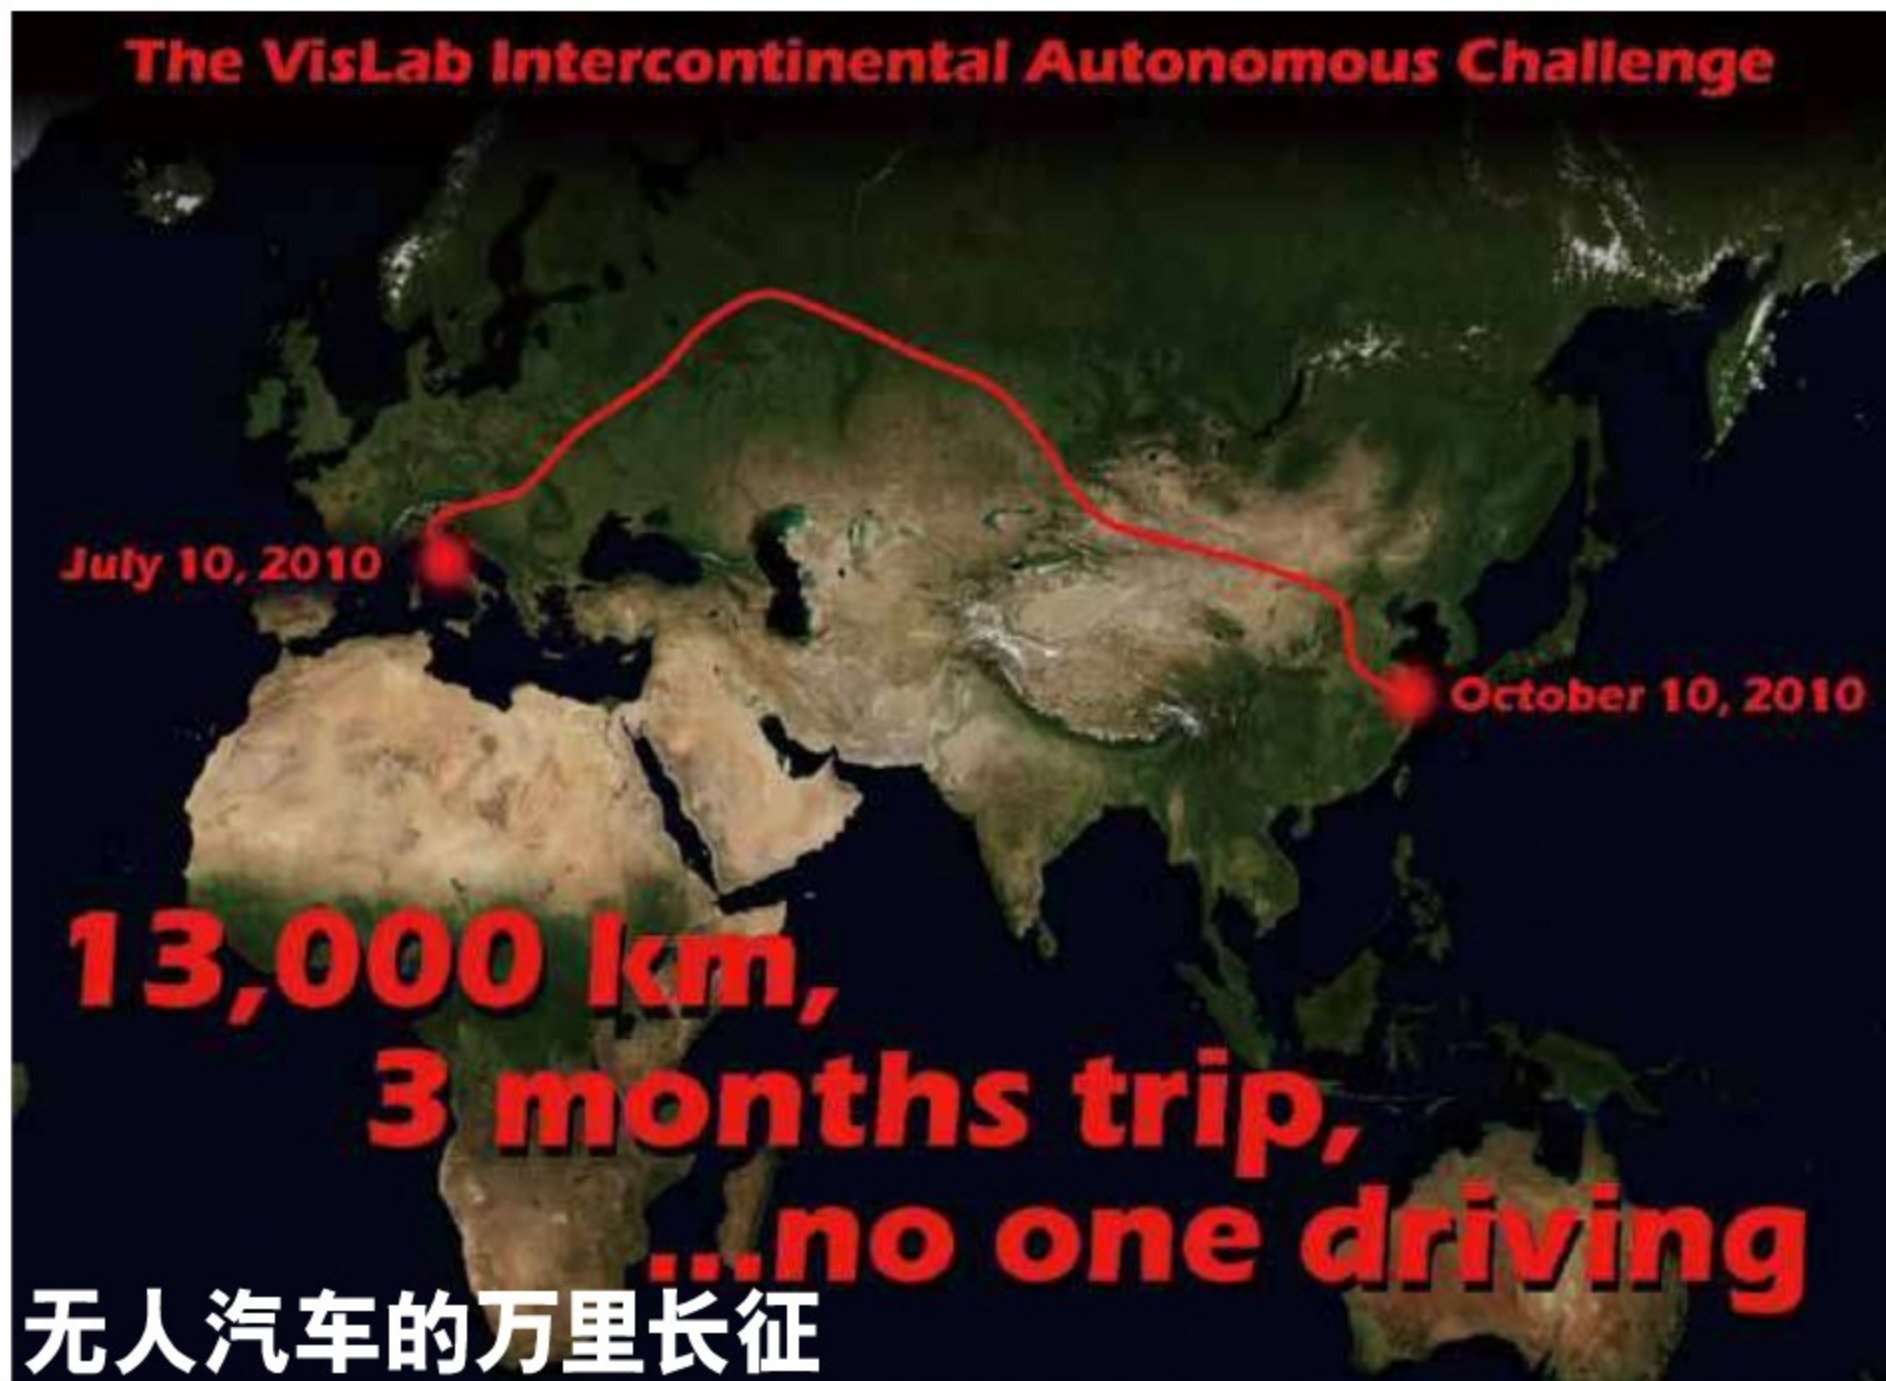 The VisLab Intercontinental Autonomous Challenge
July 10, 2010
October 10, 2010
13,000 km,
3 months trip,
...no one driving
无人汽车的万里长征